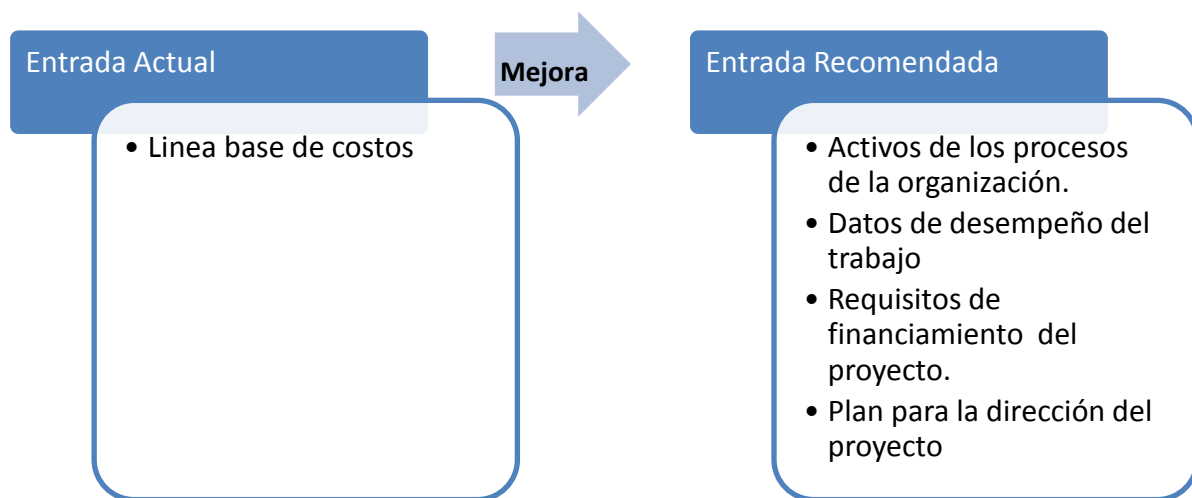 Entrada Actual
• Linea base de costos
Mejora
Entrada Recomendada
• Activos de los procesos
de la organización.
• Datos de desempeño del
trabajo
• Requisitos de
financiamiento del
proyecto.
• Plan para la dirección del
proyecto